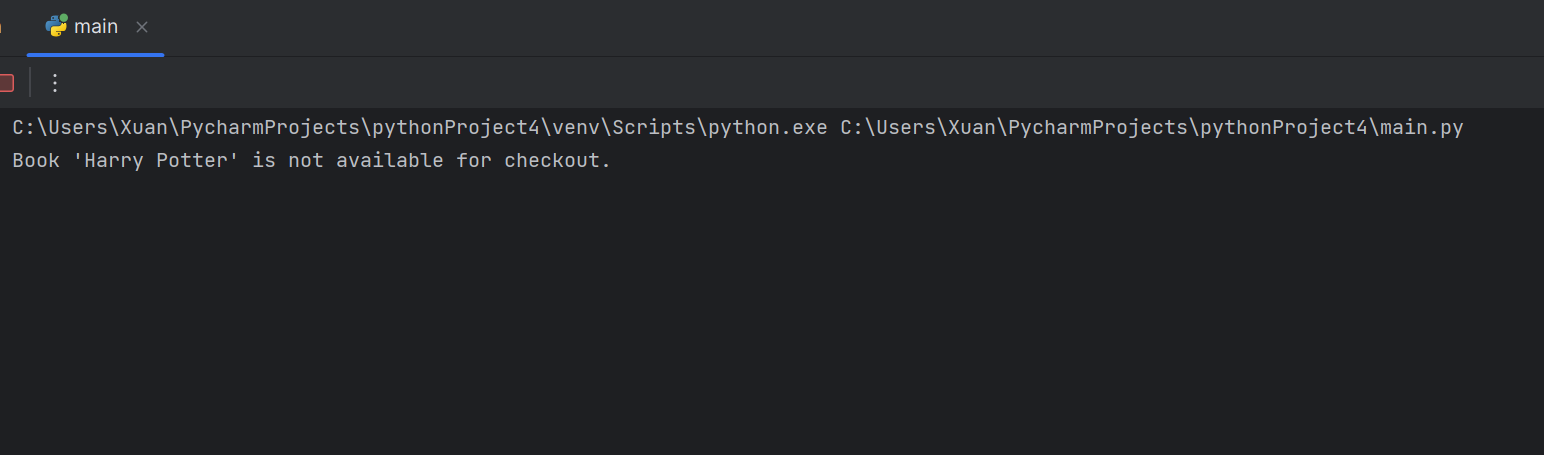 main
C:\Users\Xuan\PycharmProjects\pythonProject4\venv\Scripts\python.exe C:\Users\Xuan\PycharmProjects\pythonProject4\main.py
Book 'Harry Potter' is not available for checkout.